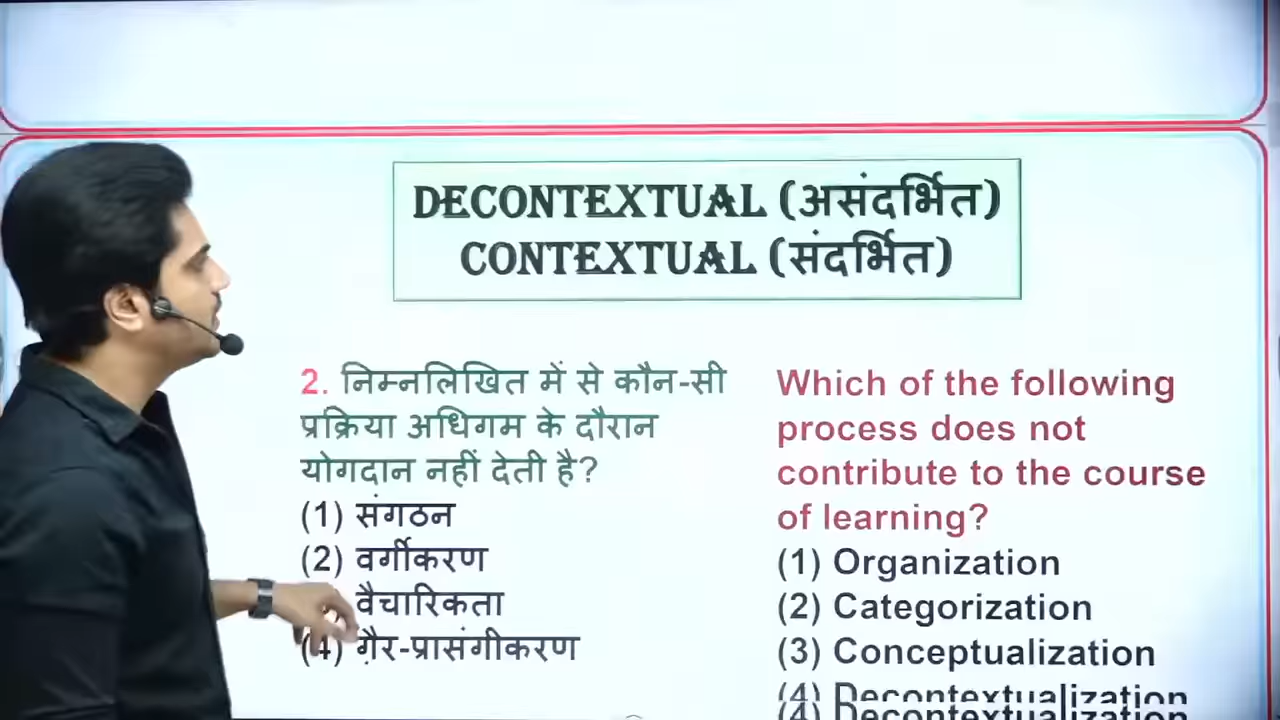 DECONTEXTUAL (असंदर्भित)
CONTEXTUAL (संदर्भित)
2. निम्नलिखित में से कौन-सी
प्रक्रिया अधिगम के दौरान
योगदान नहीं देती है?
(1) संगठन
(2) वर्गीकरण
वैचारिकता
(4) ग़ैर-प्रासंगीकरण
Which of the following
process does not
contribute to the course
of learning?
(1) Organization
(2) Categorization
(3) Conceptualization
(4) Decontextualization